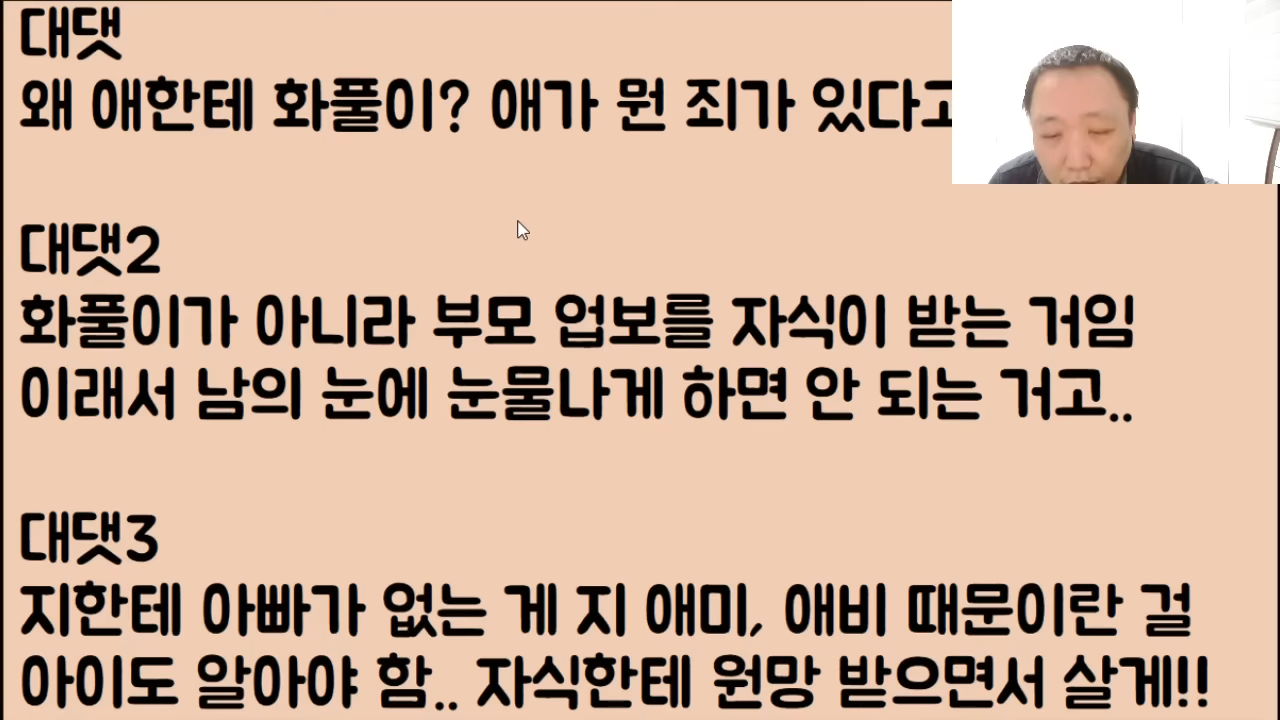 대댓
왜 애한테 화풀이? 애가 뭔 죄가 있다고
대댓2
화풀이가 아니라 부모 업보를 자식이 받는 거임
이래서 남의 눈에 눈물나게 하면 안 되는 거고..
대댓3
지한테 아빠가 없는 게 지 애미, 애비 때문이란 걸
아이도 알아야 함.. 자식한테 원망 받으면서 살게!!